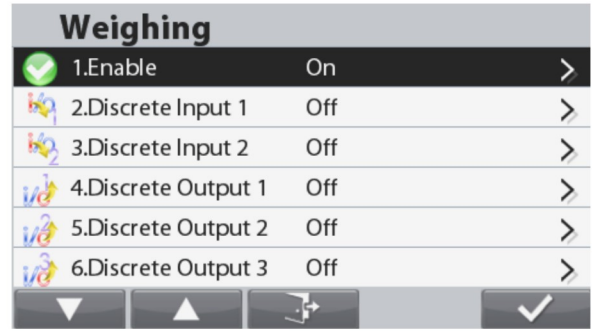 Weighing
1.Enable On
2.Discrete Input 1 Off
3.Discrete Input 2 Off
4.Discrete Output 1 Off
5.Discrete Output 2 Off
6.Discrete Output 3 Off